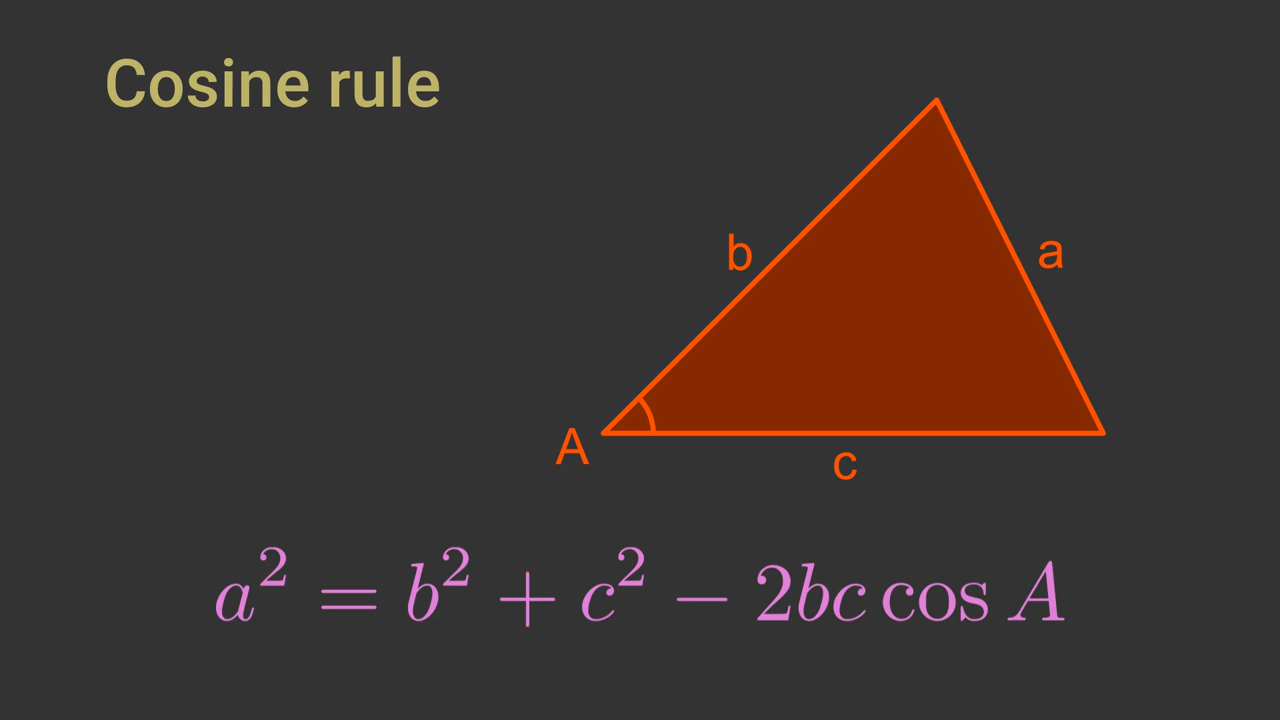 Cosine rule
b
a
A
c
a² = b² + c² − 2bc cos A